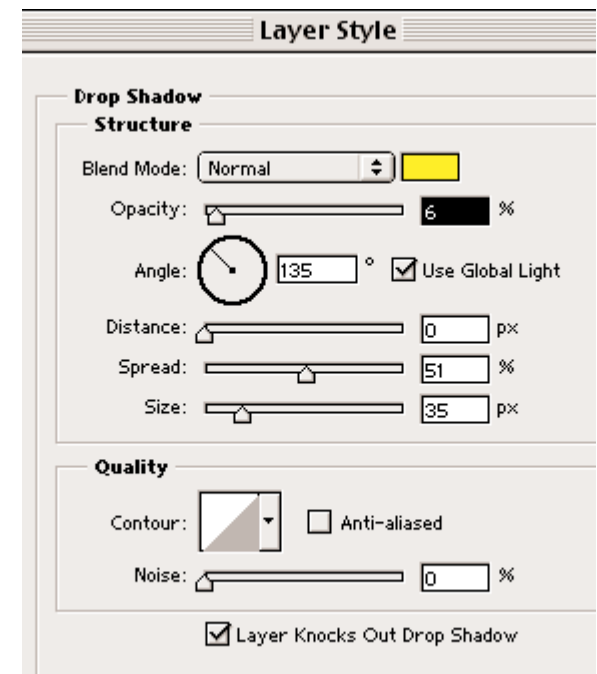 Layer Style
Drop Shadow
Structure
Blend Mode: Normal
Opacity: 6 %
Angle: 135 ° Use Global Light
Distance: 0 px
Spread: 51 %
Size: 35 px
Quality
Contour: Anti-aliased
Noise: 0 %
Layer Knocks Out Drop Shadow